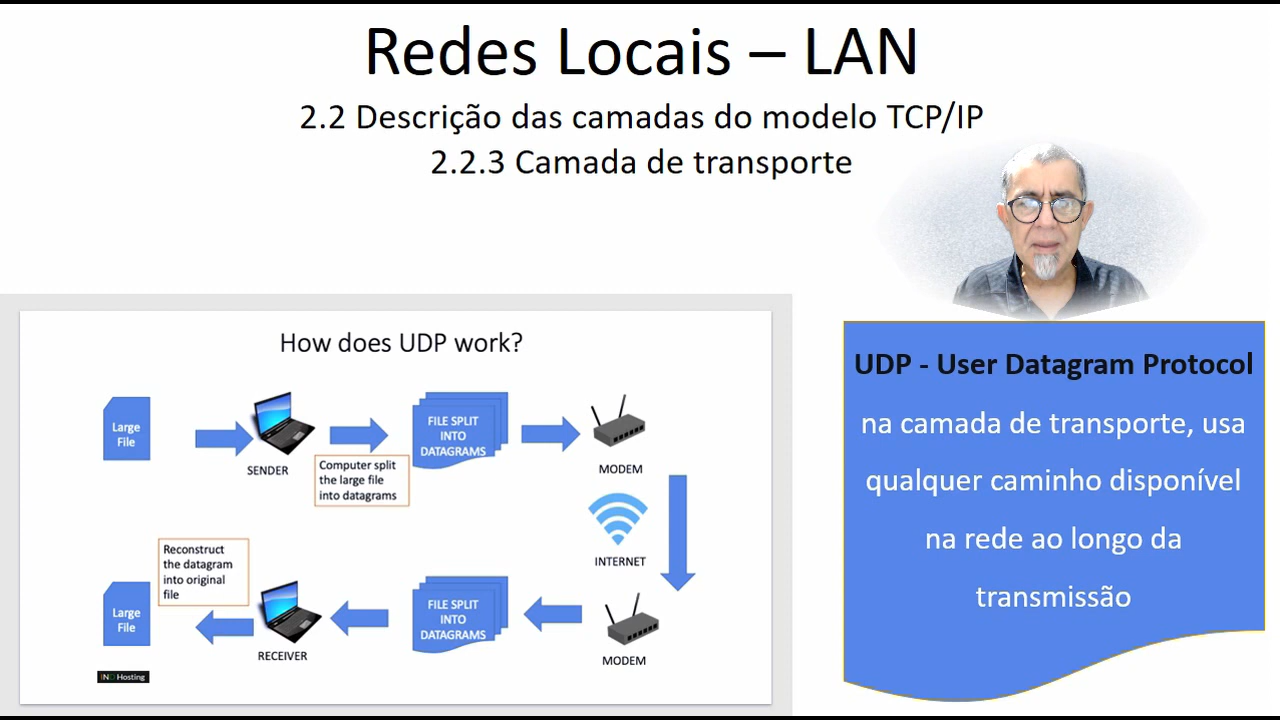 Redes Locais – LAN
2.2 Descrição das camadas do modelo TCP/IP
2.2.3 Camada de transporte
How does UDP work?
Large
File
SENDER
Computer split
the large file
into datagrams
FILE SPLIT
INTO
DATAGRAMS
MODEM
INTERNET
Reconstruct
the datagram
into original
file
Large
File
RECEIVER
FILE SPLIT
INTO
DATAGRAMS
MODEM
INO Hosting
UDP - User Datagram Protocol
na camada de transporte, usa
qualquer caminho disponível
na rede ao longo da
transmissão